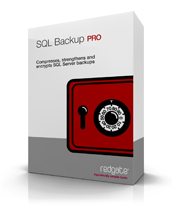 SQL Backup PRO
Compresses, strengthens and
encrypts SQL Server backups
redgate